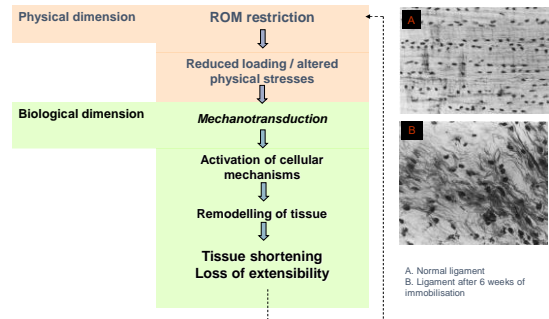 Physical dimension
ROM restriction
Reduced loading / altered
physical stresses
Biological dimension
Mechanotransduction
Activation of cellular
mechanisms
Remodelling of tissue
Tissue shortening
Loss of extensibility
A
B
A. Normal ligament
B. Ligament after 6 weeks of
immobilisation